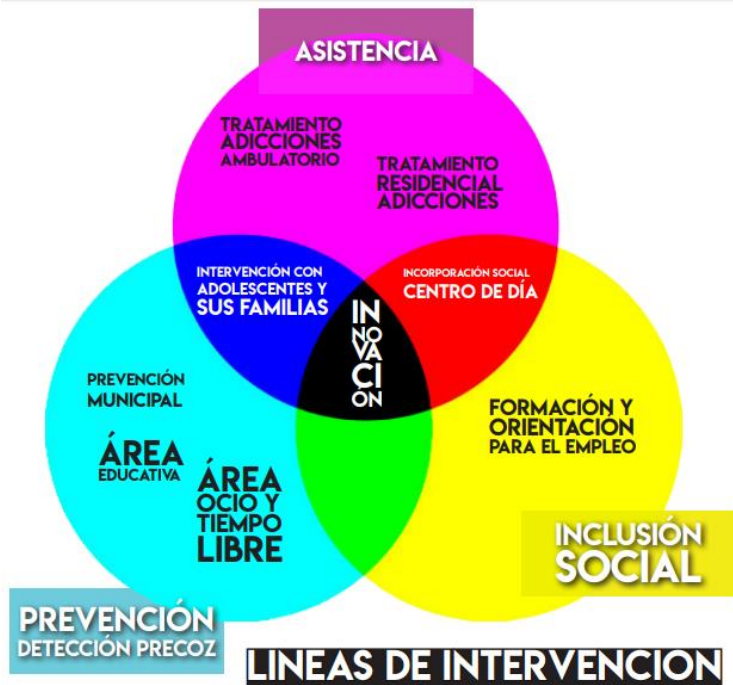 ASISTENCIA
TRATAMIENTO
ADICCIONES
AMBULATORIO
TRATAMIENTO
RESIDENCIAL
ADICCIONES
INTERVENCIÓN CON
ADOLESCENTES Y
SUS FAMILIAS
INCORPORACIÓN SOCIAL
CENTRO DE DÍA
IN
NO
VA
CI
ÓN
PREVENCIÓN
MUNICIPAL
ÁREA
EDUCATIVA
ÁREA
OCIO Y
TIEMPO
LIBRE
FORMACIÓN Y
ORIENTACIÓN
PARA EL EMPLEO
INCLUSIÓN
SOCIAL
PREVENCIÓN
DETECCIÓN PRECOZ
LINEAS DE INTERVENCION